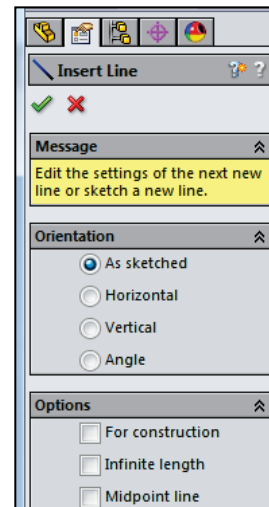 Insert Line
?
Message
Edit the settings of the next new
line or sketch a new line.
Orientation
As sketched
Horizontal
Vertical
Angle
Options
For construction
Infinite length
Midpoint line